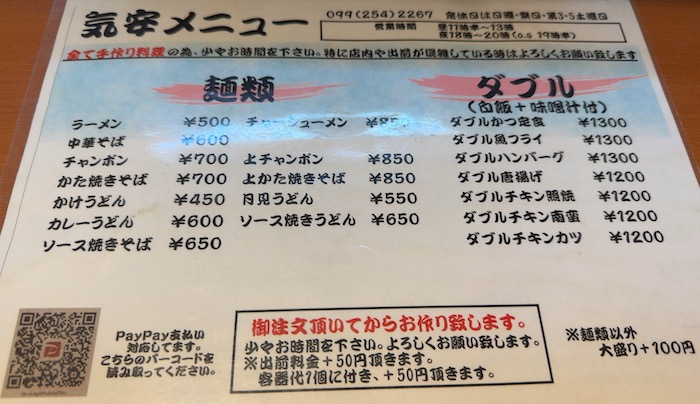 気安メニュー
099(254)2267 定休日は日曜・祭日・第3・5土曜日
営業時間 昼11時半～13時
夜18時～20時(o.s 19時半)
全て手作り料理の為、少々お時間を下さい。特に店内や出前が混雑している時はよろしくお願い致します
麺類
ラーメン ¥500 チャーシューメン ¥850
中華そば ¥600
チャンポン ¥700 上チャンポン ¥850
かた焼きそば ¥700 上かた焼きそば ¥850
かけうどん ¥450 月見うどん ¥550
カレーうどん ¥600 ソース焼きうどん ¥650
ソース焼きそば ¥650
ダブル
(白飯+味噌汁付)
ダブルかつ定食 ¥1300
ダブル魚フライ ¥1300
ダブルハンバーグ ¥1300
ダブル唐揚げ ¥1200
ダブルチキン照焼 ¥1200
ダブルチキン南蛮 ¥1200
ダブルチキンカツ ¥1200
PayPay支払い
対応してます。
こちらのバーコードを
読み取ってください。
御注文頂いてからお作り致します。
少々お時間を下さい。よろしくお願い致します。
※出前料金+50円頂きます。
容器代1個に付き、+50円頂きます。
※麺類以外
大盛り+100円